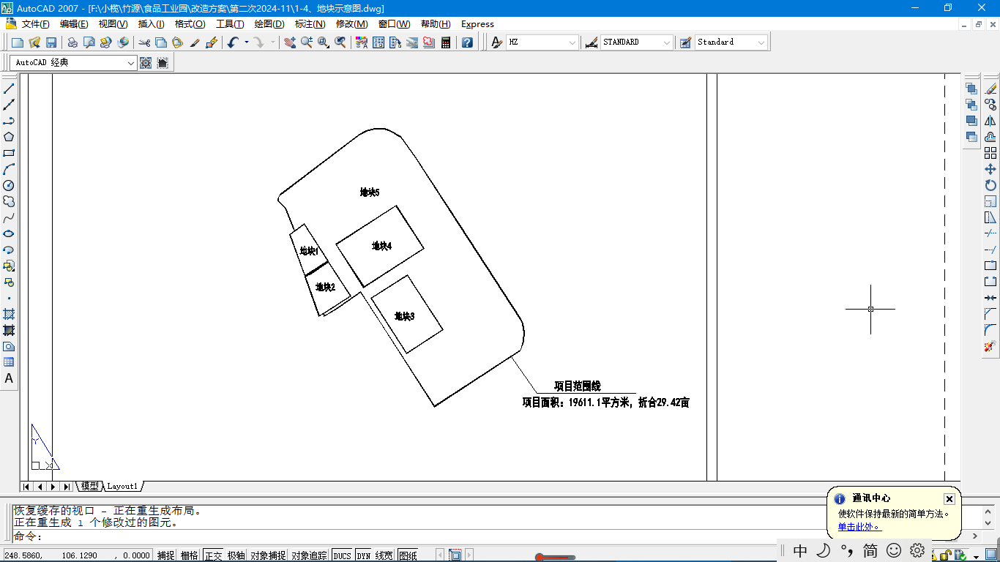 AutoCAD 2007 - [F:\小榄\竹源\食品工业园\改造方案\第二次2024-11\1-4、地块示意图.dwg]
文件(F) 编辑(E) 视图(V) 插入(I) 格式(O) 工具(T) 绘图(D) 标注(N) 修改(M) 窗口(W) 帮助(H) Express
HZ STANDARD Standard
AutoCAD 经典
地块5
地块4
地块1
地块2
地块3
项目范围线
项目面积：19611.1平方米，折合29.42亩
A
模型 Layout1
恢复缓存的视口 - 正在重生成布局。
正在重生成 1 个修改过的图元。
命令：
通讯中心
使软件保持最新的简单方法。
单击此处。
248.5860, 106.1290 , 0.0000 捕捉 栅格 正交 极轴 对象捕捉 对象追踪 DUCS DYN 线宽 图纸
中 简